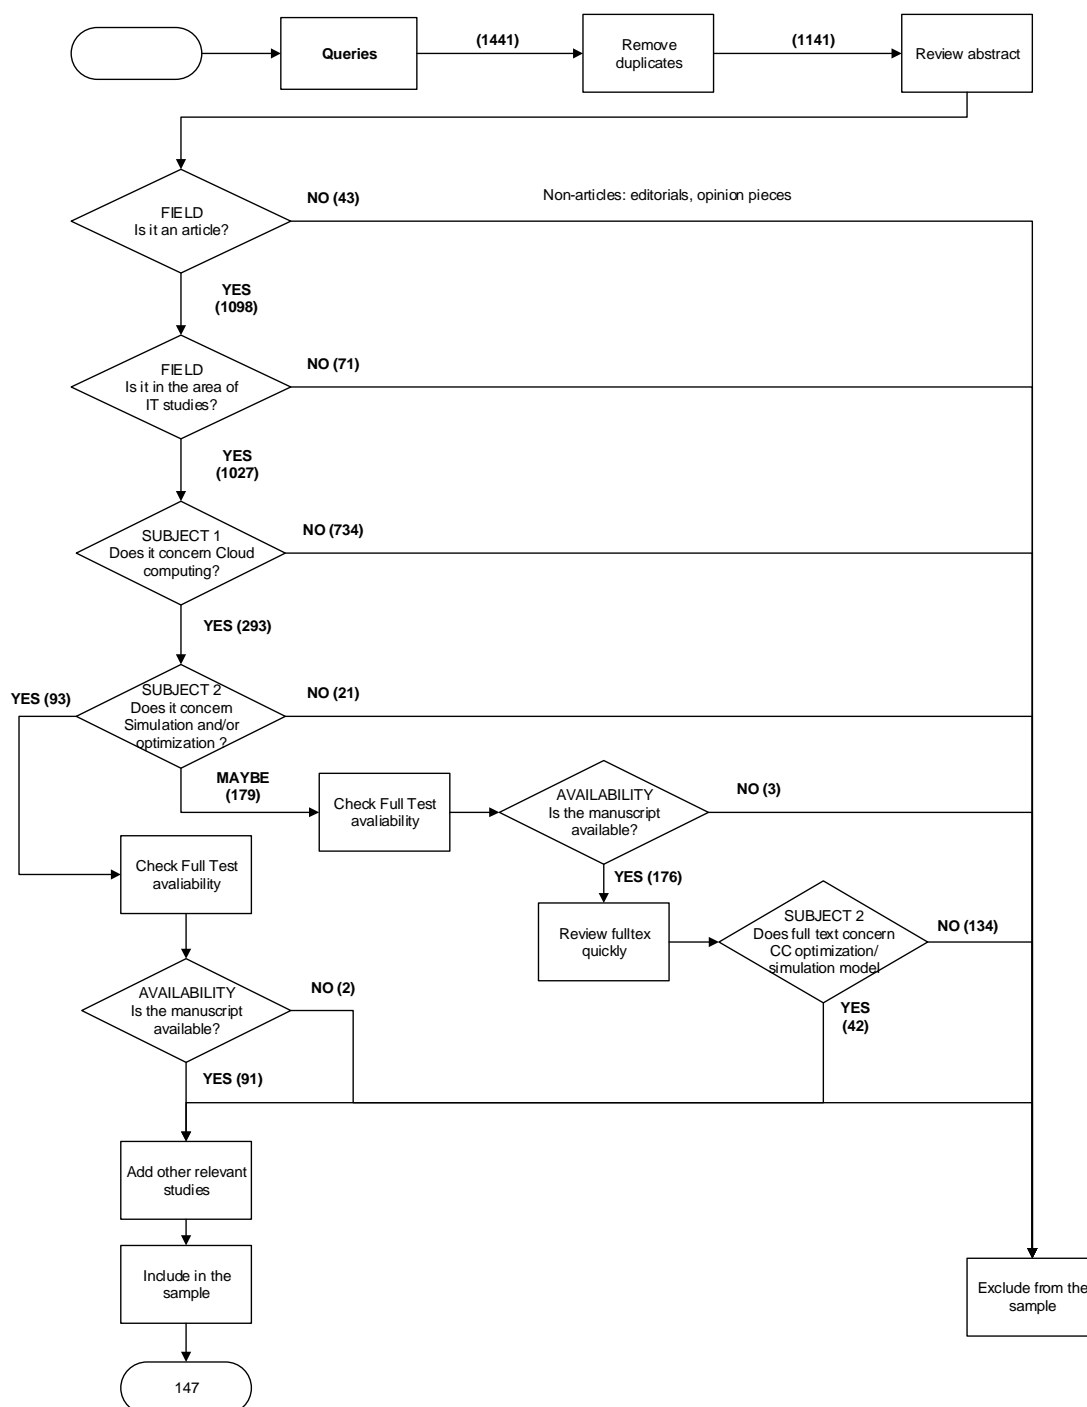 Queries
(1441)
Remove
duplicates
(1141)
Review abstract
FIELD
Is it an article?
NO (43)
Non-articles: editorials, opinion pieces
YES
(1098)
FIELD
Is it in the area of
IT studies?
NO (71)
YES
(1027)
SUBJECT 1
Does it concern Cloud
computing?
NO (734)
YES (293)
YES (93)
SUBJECT 2
Does it concern
Simulation and/or
optimization ?
NO (21)
MAYBE
(179)
Check Full Test
avaliability
AVAILABILITY
Is the manuscript
available?
NO (3)
Check Full Test
avaliability
YES (176)
Review fulltex
quickly
SUBJECT 2
Does full text concern
CC optimization/
simulation model
NO (134)
AVAILABILITY
Is the manuscript
available?
NO (2)
YES
(42)
YES (91)
Add other relevant
studies
Include in the
sample
Exclude from the
sample
147